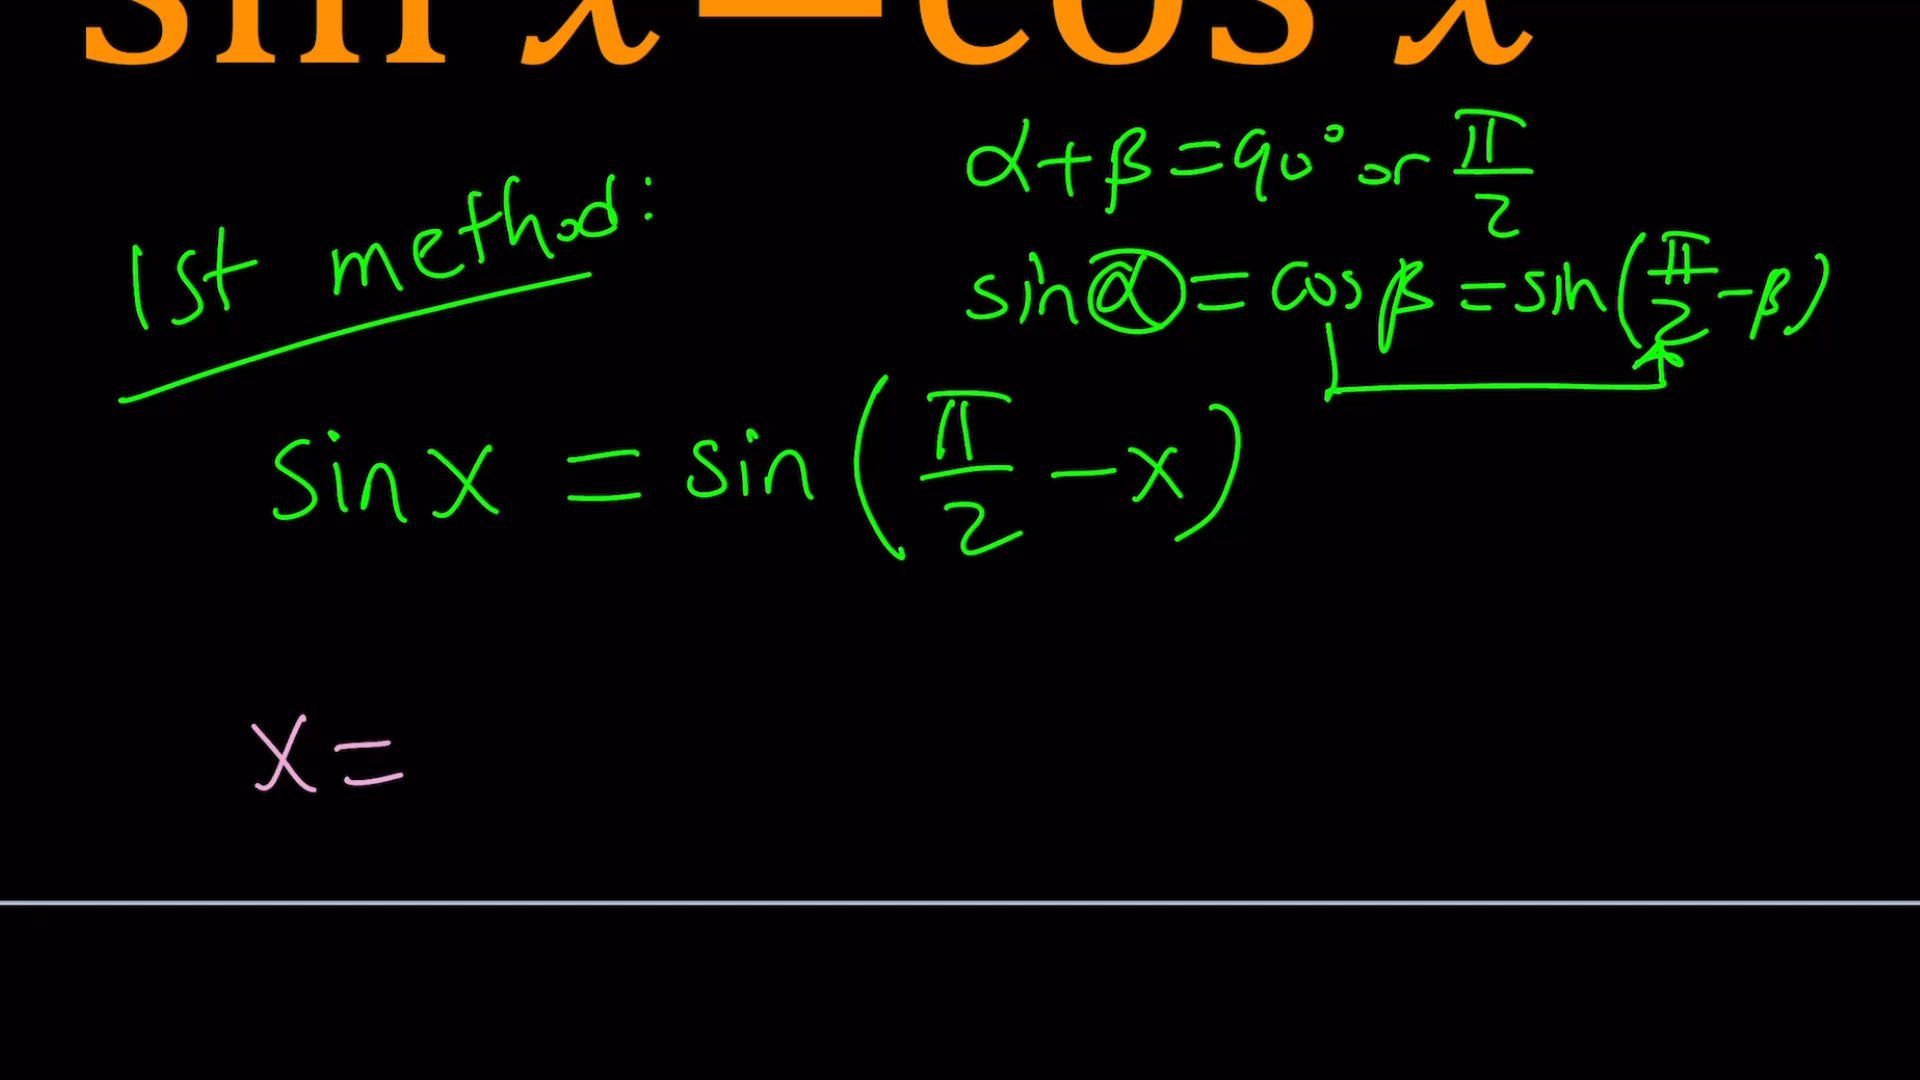 sin x=cos x
α+β=90° or π/2
1st method:
sin α = cos β = sin(π/2 - β)
sin x = sin (π/2 - x)
x=